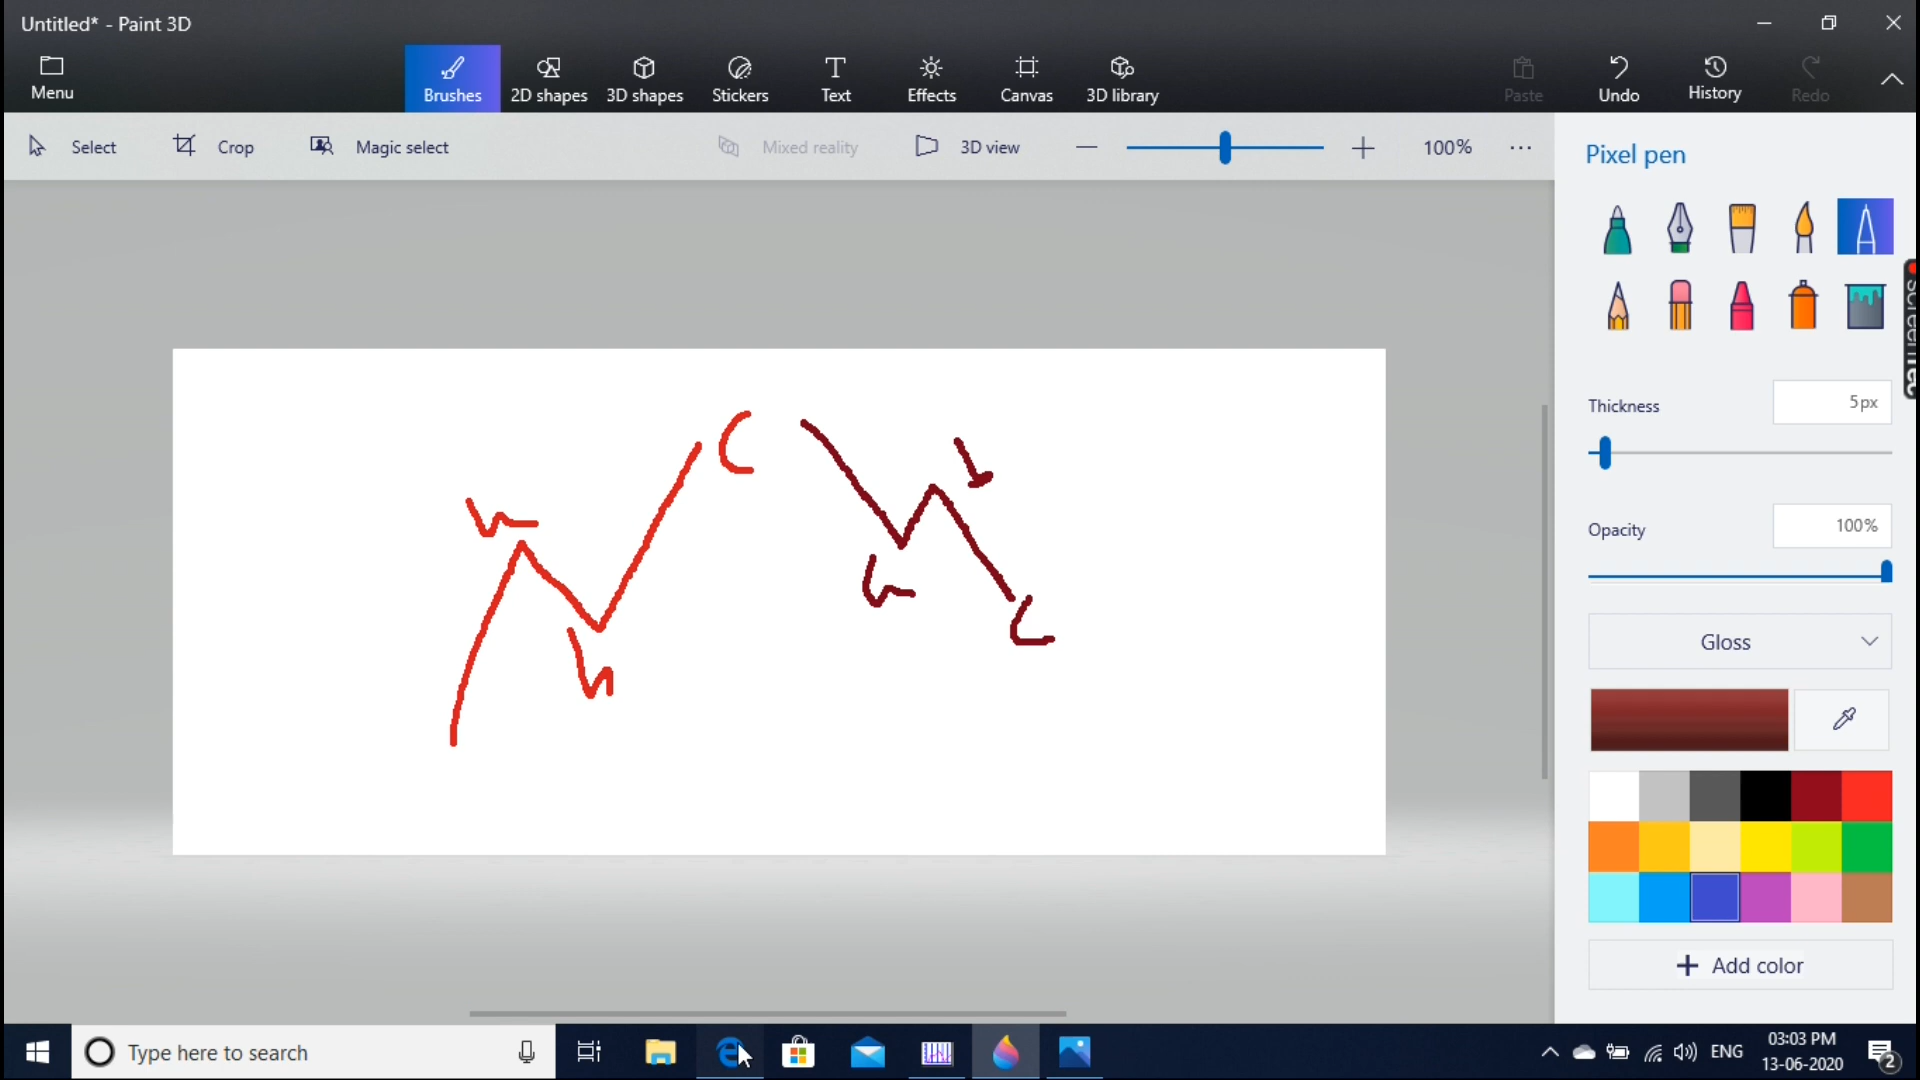 Untitled* - Paint 3D
Menu
Brushes
2D shapes
3D shapes
Stickers
Text
Effects
Canvas
3D library
Paste
Undo
History
Redo
Select
Crop
Magic select
Mixed reality
3D view
100%
Pixel pen
Thickness
5px
Opacity
100%
Gloss
Add color
Type here to search
ENG
03:03 PM
13-06-2020
2